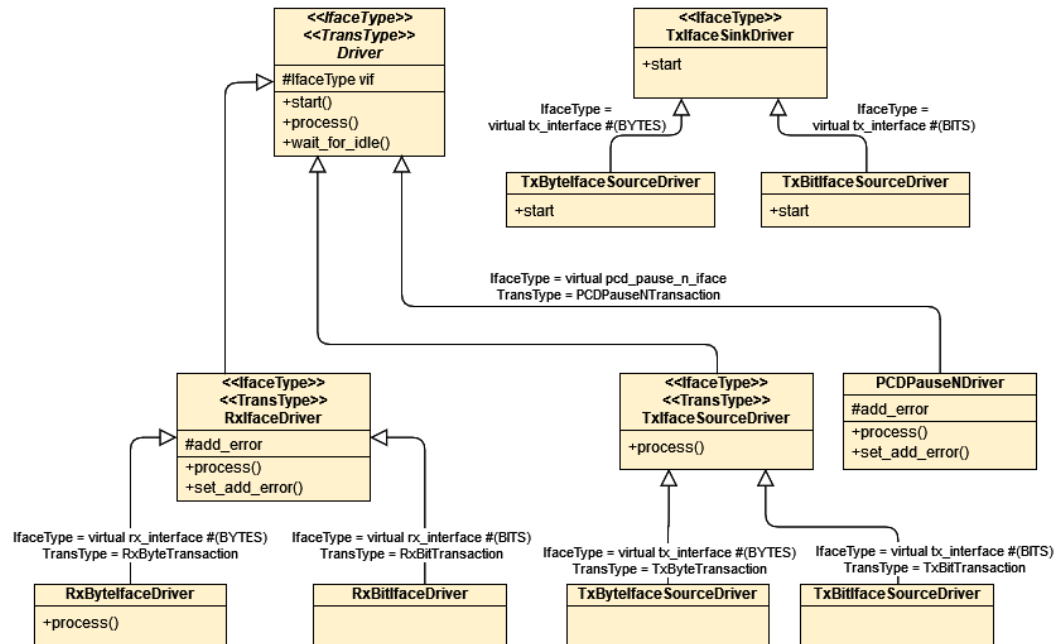 <<IfaceType>>
<<TransType>>
Driver
#IfaceType vif
+start()
+process()
+wait_for_idle()
<<IfaceType>>
TxIfaceSinkDriver
+start
IfaceType =
virtual tx_interface #(BYTES)
IfaceType =
virtual tx_interface #(BITS)
TxByteIfaceSourceDriver
+start
TxBitIfaceSourceDriver
+start
IfaceType = virtual pcd_pause_n_iface
TransType = PCDPauseNTransaction
<<IfaceType>>
<<TransType>>
RxIfaceDriver
#add_error
+process()
+set_add_error()
<<IfaceType>>
<<TransType>>
TxIfaceSourceDriver
+process()
PCDPauseNDriver
#add_error
+process()
+set_add_error()
IfaceType = virtual rx_interface #(BYTES)
TransType = RxByteTransaction
IfaceType = virtual rx_interface #(BITS)
TransType = RxBitTransaction
IfaceType = virtual tx_interface #(BYTES)
TransType = TxByteTransaction
IfaceType = virtual tx_interface #(BITS)
TransType = TxBitTransaction
RxByteIfaceDriver
+process()
RxBitIfaceDriver
TxByteIfaceSourceDriver
TxBitIfaceSourceDriver